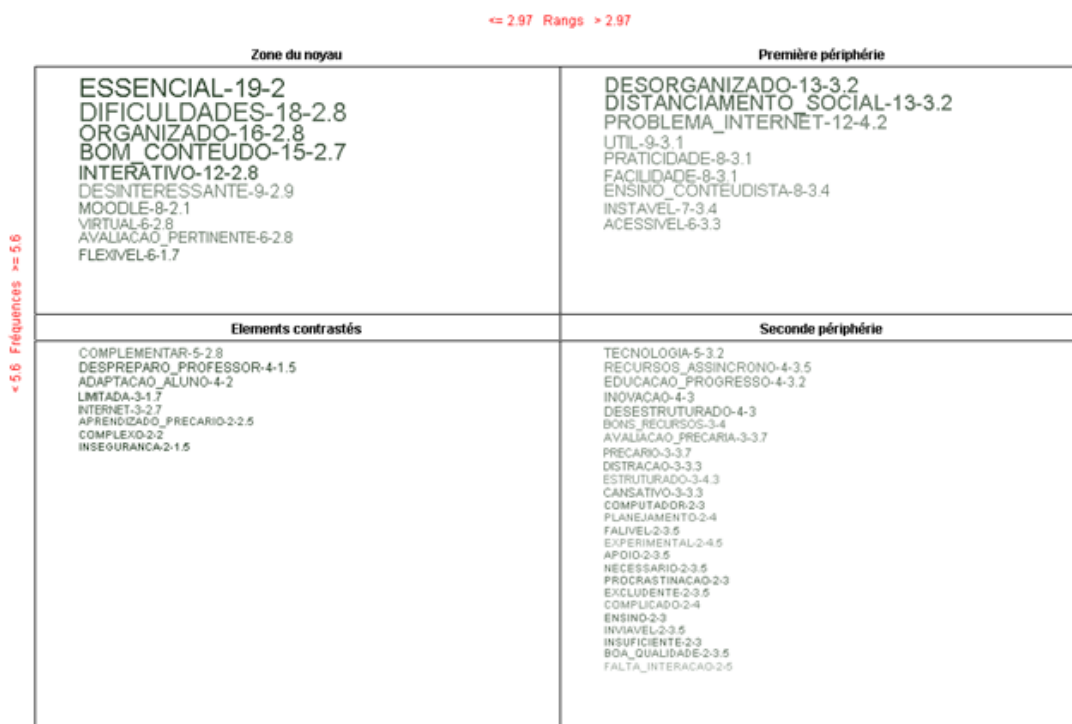 <= 2.97 Rangs > 2.97
Zone du noyau
ESSENCIAL-19-2
DIFICULDADES-18-2.8
ORGANIZADO-16-2.8
BOM_CONTEUDO-15-2.7
INTERATIVO-12-2.8
DESINTERESSANTE-9-2.9
MOODLE-8-2.1
VIRTUAL-6-2.8
AVALIACAO_PERTINENTE-6-2.8
FLEXIVEL-6-1.7
Première périphérie
DESORGANIZADO-13-3.2
DISTANCIAMENTO_SOCIAL-13-3.2
PROBLEMA_INTERNET-12-4.2
UTIL-9-3.1
PRATICIDADE-8-3.1
FACILIDADE-8-3.1
ENSINO_CONTEUDISTA-8-3.4
INSTAVEL-7-3.4
ACESSIVEL-6-3.3
< 5.6 Fréquences >= 5.6
Elements contrastés
COMPLEMENTAR-5-2.8
DESPREPARO_PROFESSOR-4-1.5
ADAPTACAO_ALUNO-4-2
LIMITADA-3-1.7
INTERNET-3-2.7
APRENDIZADO_PRECARIO-2-2.5
COMPLEXO-2-2
INSEGURANCA-2-1.5
Seconde périphérie
TECNOLOGIA-5-3.2
RECURSOS_ASSINCRONO-4-3.5
EDUCACAO_PROGRESSO-4-3.2
INOVACAO-4-3
DESESTRUTURADO-4-3
BONS_RECURSOS-3-4
AVALIACAO_PRECARIA-3-3.7
PRECARIO-3-3.7
DISTRACAO-3-3.3
ESTRUTURADO-3-4.3
CANSATIVO-3-3.3
COMPUTADOR-2-3
PLANEJAMENTO-2-4
FALIVEL-2-3.5
EXPERIMENTAL-2-4.5
APOIO-2-3.5
NECESSARIO-2-3.5
PROCRASTINACAO-2-3
EXCLUDENTE-2-3.5
COMPLICADO-2-4
ENSINO-2-3
INVIAVEL-2-3.5
INSUFICIENTE-2-3
BOA_QUALIDADE-2-3.5
FALTA_INTERACAO-2-5